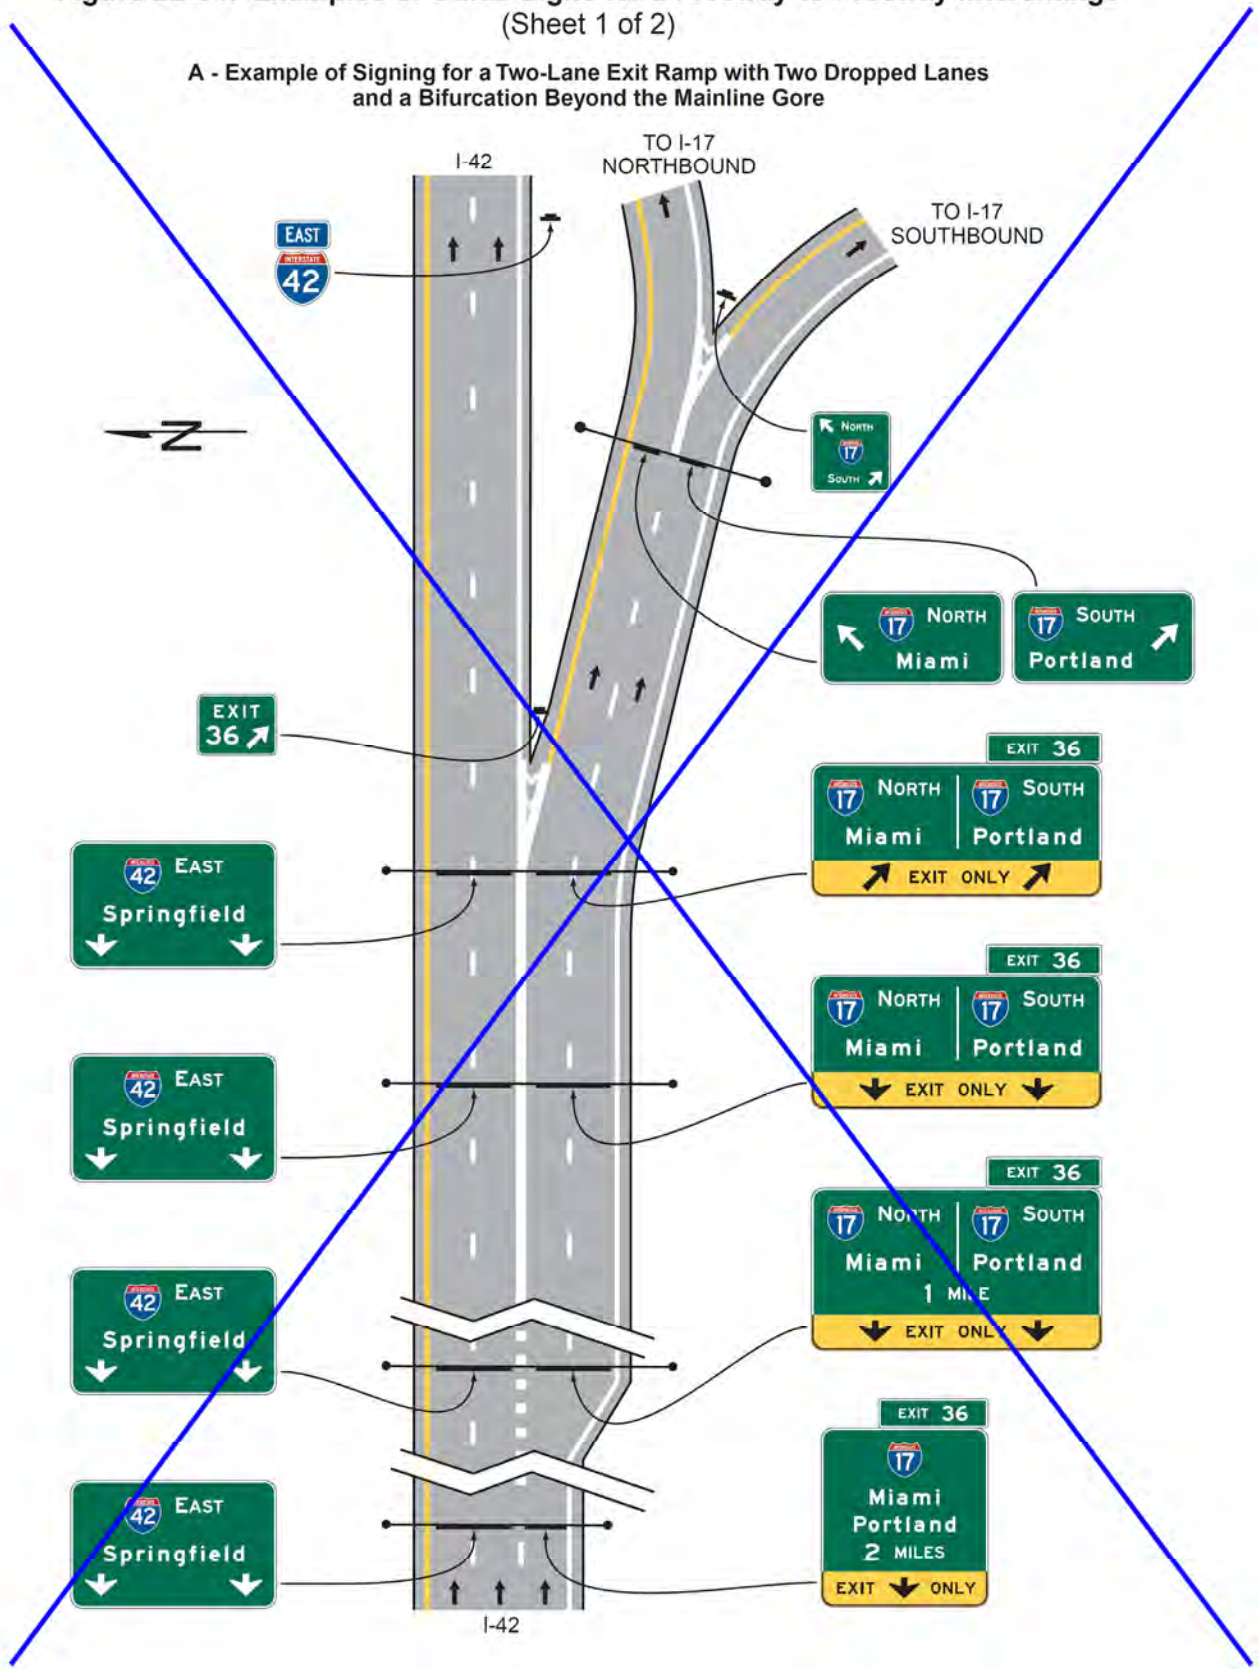 (Sheet 1 of 2)
A - Example of Signing for a Two-Lane Exit Ramp with Two Dropped Lanes
and a Bifurcation Beyond the Mainline Gore
I-42
TO I-17
NORTHBOUND
TO I-17
SOUTHBOUND
EAST
INTERSTATE
42
N
NORTH
17
SOUTH
17 NORTH
Miami
17 SOUTH
Portland
EXIT
36
EXIT 36
17 NORTH
Miami
17 SOUTH
Portland
EXIT ONLY
42 EAST
Springfield
EXIT 36
17 NORTH
Miami
17 SOUTH
Portland
EXIT ONLY
42 EAST
Springfield
EXIT 36
17 NORTH
Miami
17 SOUTH
Portland
1 MILE
EXIT ONLY
42 EAST
Springfield
EXIT 36
17
Miami
Portland
2 MILES
EXIT ONLY
42 EAST
Springfield
I-42